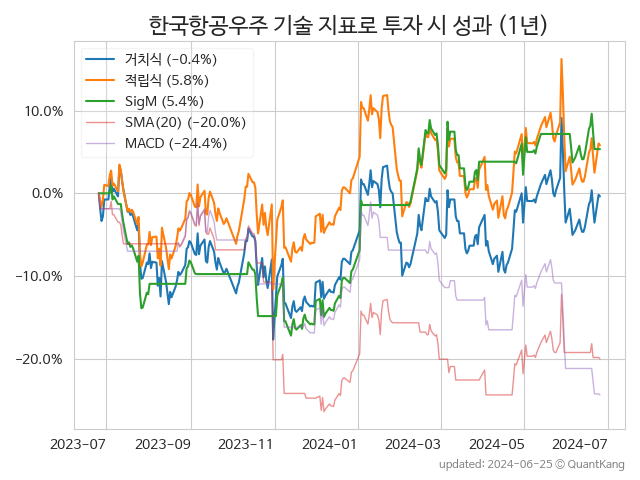 한국항공우주 기술 지표로 투자 시 성과 (1년)
거치식 (−0.4%)
적립식 (5.8%)
SigM (5.4%)
SMA(20) (−20.0%)
MACD (−24.4%)
10.0%
0.0%
−10.0%
−20.0%
2023-07 2023-09 2023-11 2024-01 2024-03 2024-05 2024-07
updated: 2024-06-25 © QuantKang